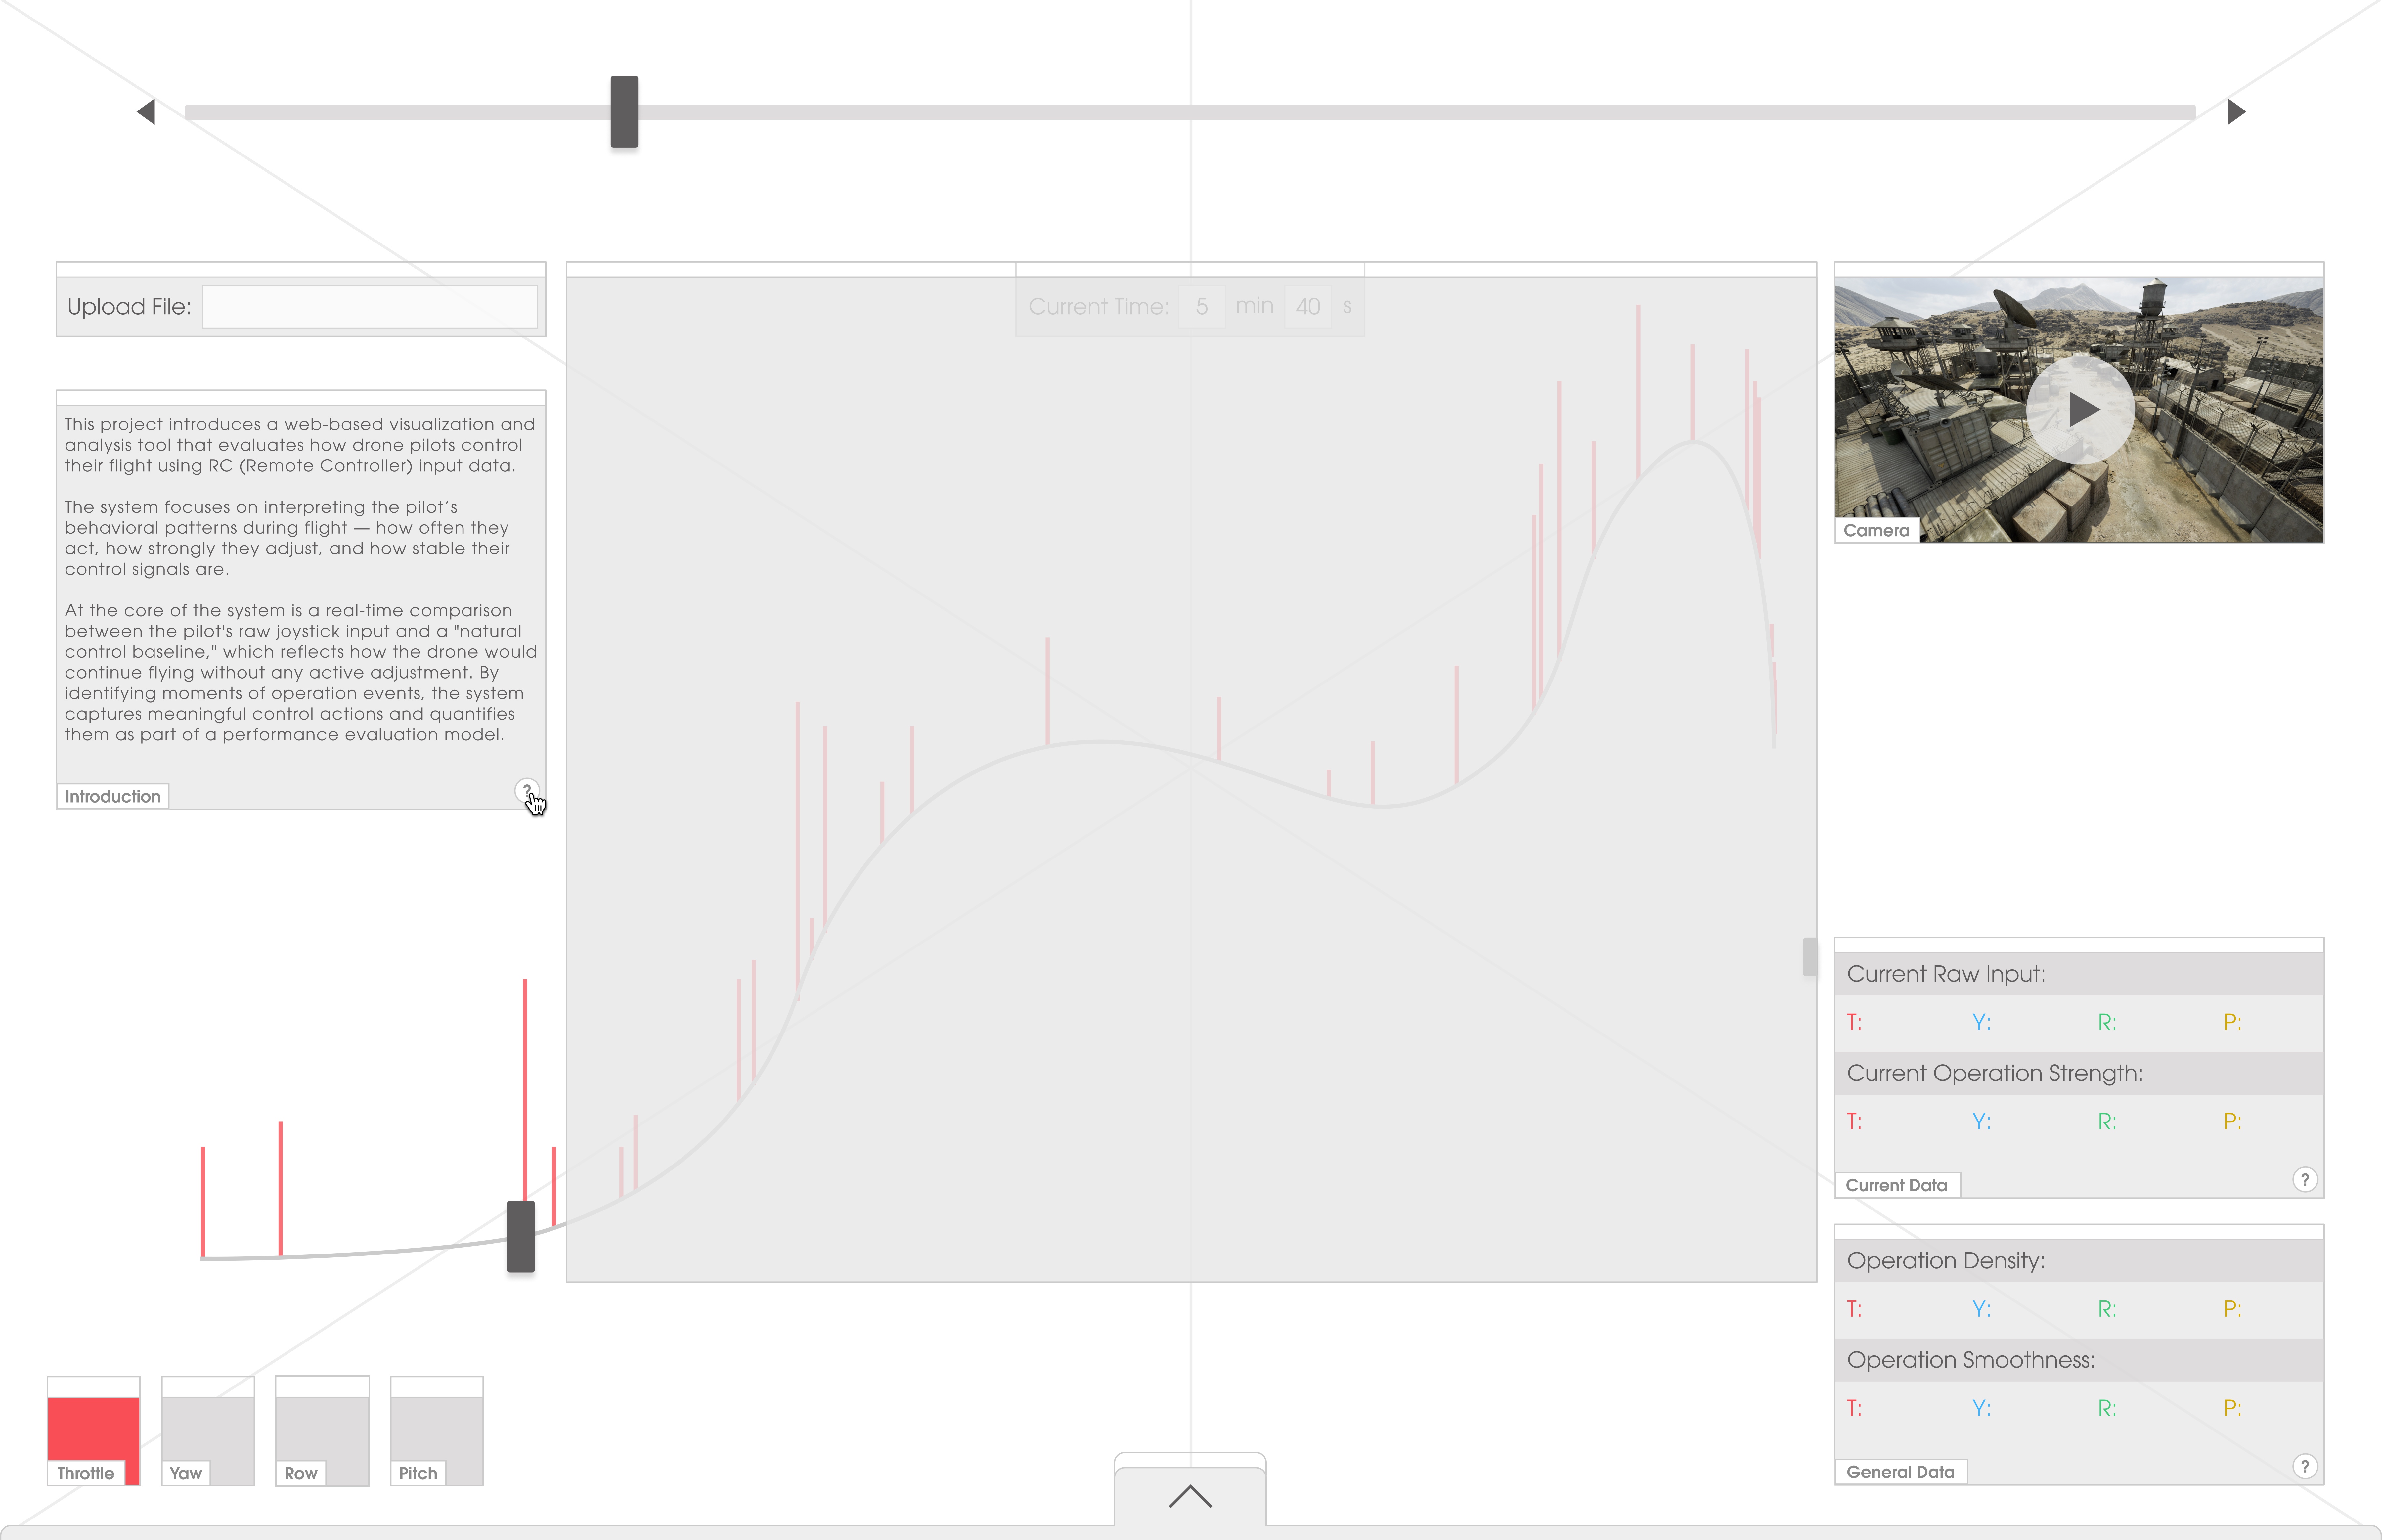 Upload File:
Current Time: 5 min 40 s
This project introduces a web-based visualization and
analysis tool that evaluates how drone pilots control
their flight using RC (Remote Controller) input data.
The system focuses on interpreting the pilot’s
behavioral patterns during flight — how often they
act, how strongly they adjust, and how stable their
control signals are.
At the core of the system is a real-time comparison
between the pilot's raw joystick input and a "natural
control baseline," which reflects how the drone would
continue flying without any active adjustment. By
identifying moments of operation events, the system
captures meaningful control actions and quantifies
them as part of a performance evaluation model.
Introduction
?
Camera
Current Raw Input:
T: Y: R: P:
Current Operation Strength:
T: Y: R: P:
Current Data
?
Operation Density:
T: Y: R: P:
Operation Smoothness:
T: Y: R: P:
General Data
?
Throttle
Yaw
Row
Pitch